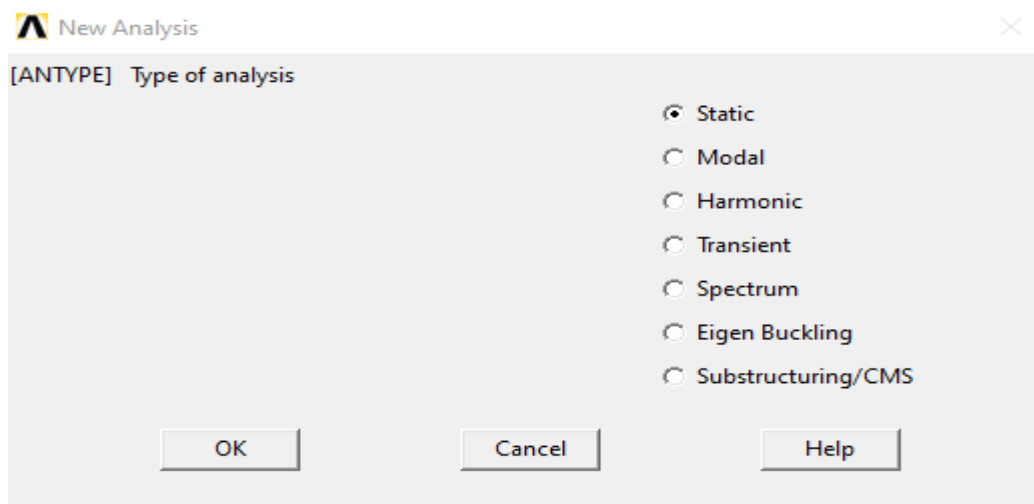 New Analysis
[ANTYPE] Type of analysis
Static
Modal
Harmonic
Transient
Spectrum
Eigen Buckling
Substructuring/CMS
OK Cancel Help